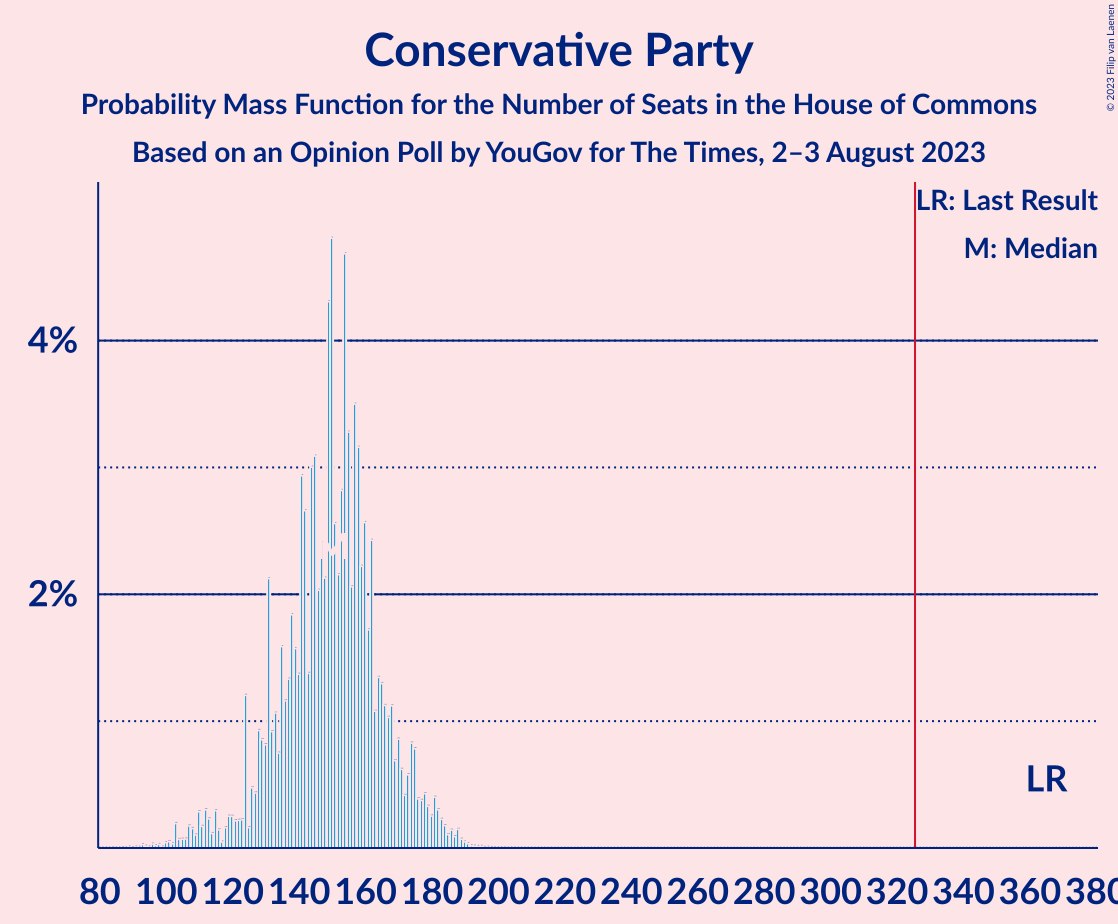 Conservative Party
Probability Mass Function for the Number of Seats in the House of Commons
Based on an Opinion Poll by YouGov for The Times, 2–3 August 2023
© 2023 Filip van Laenen
LR: Last Result
M: Median
4%
2%
LR
80 100 120 140 160 180 200 220 240 260 280 300 320 340 360 380